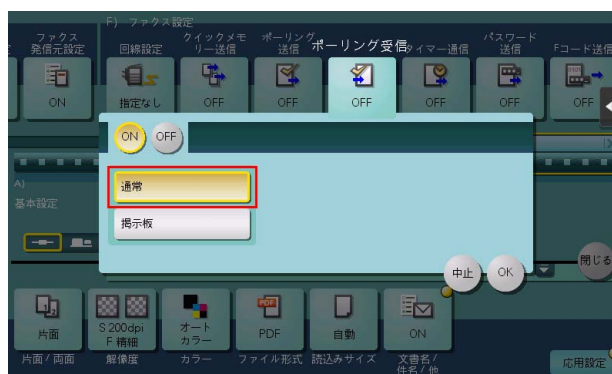 F) ファクス設定
ファクス
発信元設定
回線設定
クイックメモ
リー送信
ポーリング
送信
ポーリング受信
タイマー通信
パスワード
送信
Fコード送信
ON
指定なし
OFF
OFF
OFF
OFF
OFF
OFF
ON
OFF
A)
基本設定
通常
掲示板
中止
OK
閉じる
片面
S 200dpi
F 精細
オート
カラー
PDF
自動
ON
片面 / 両面
解像度
カラー
ファイル形式
読込みサイズ
文書名 /
件名 / 他
応用設定